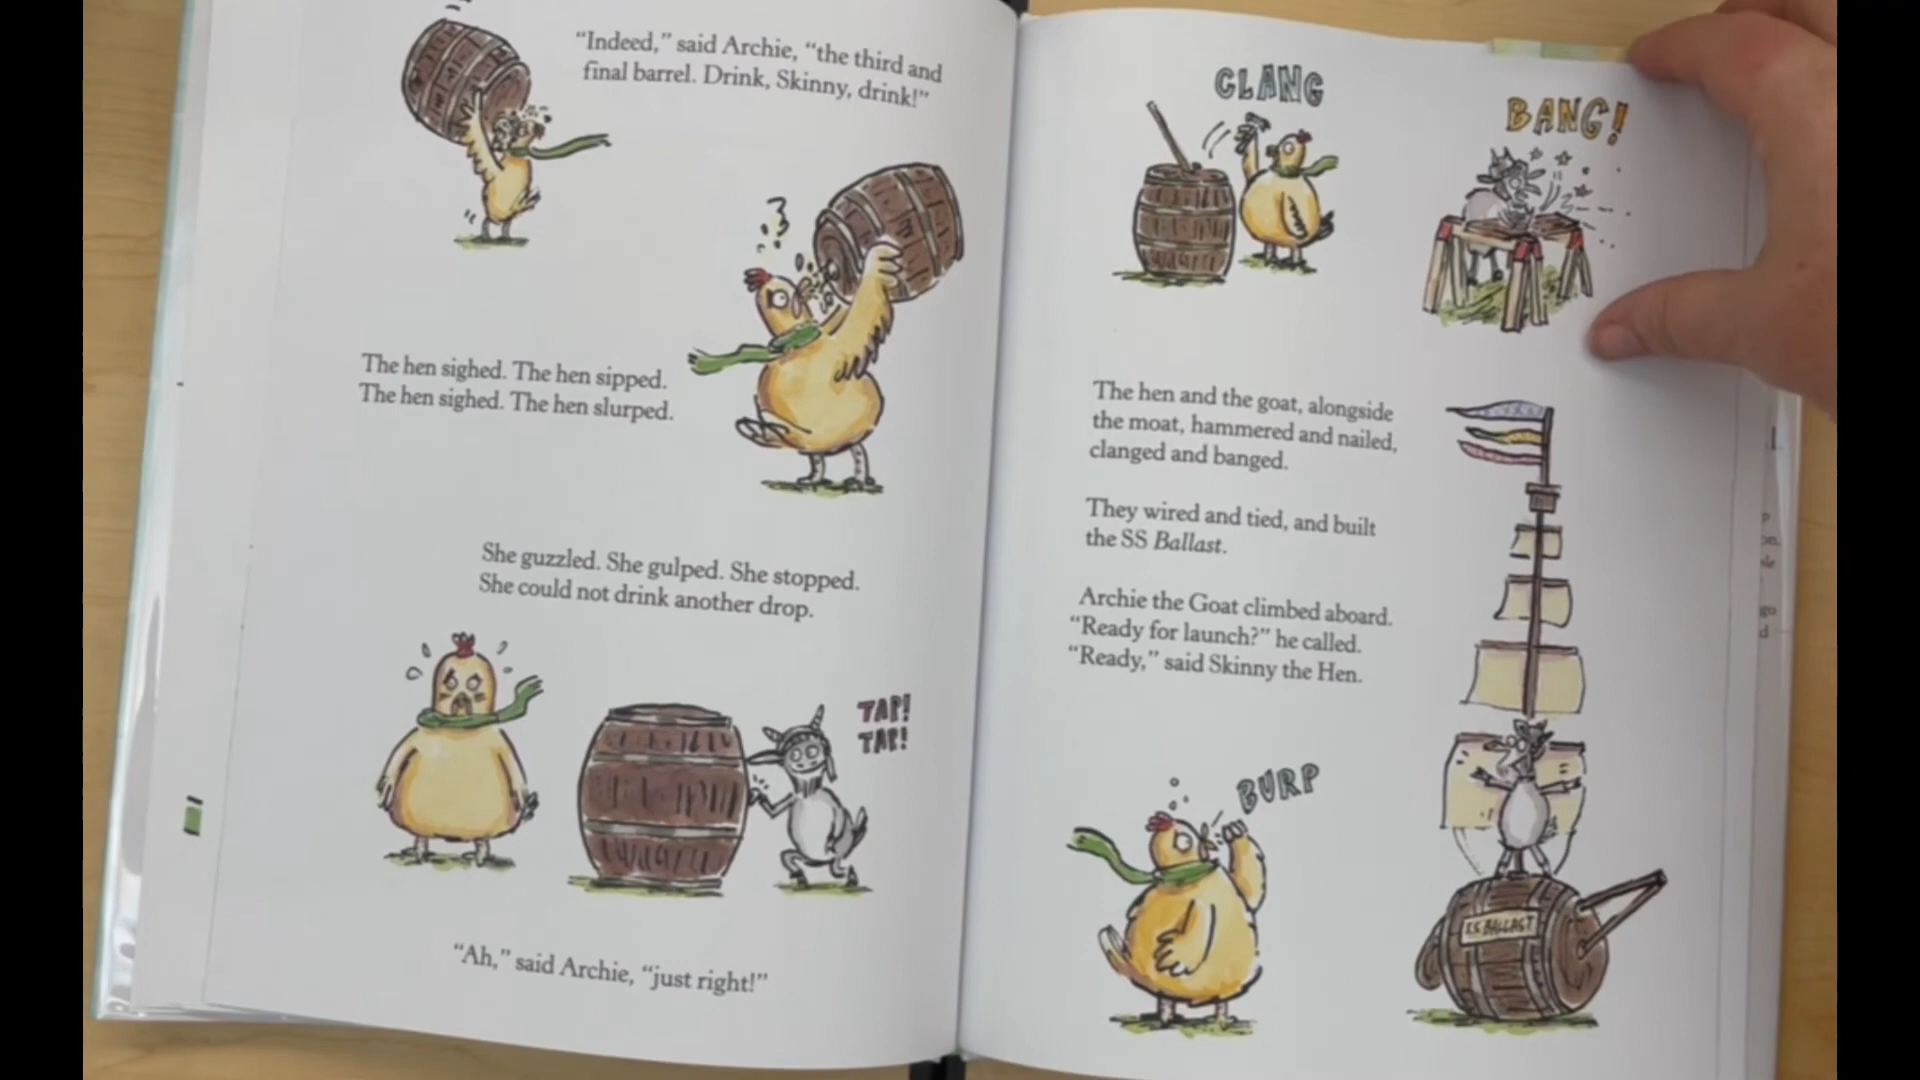 “Indeed,” said Archie, “the third and
final barrel. Drink, Skinny, drink!”
The hen sighed. The hen sipped.
The hen sighed. The hen slurped.
She guzzled. She gulped. She stopped.
She could not drink another drop.
TAP!
TAP!
“Ah,” said Archie, “just right!”
CLANG
BANG!
The hen and the goat, alongside
the moat, hammered and nailed,
clanged and banged.
They wired and tied, and built
the SS Ballast.
Archie the Goat climbed aboard.
“Ready for launch?” he called.
“Ready,” said Skinny the Hen.
BURP
S.S. BALLAST